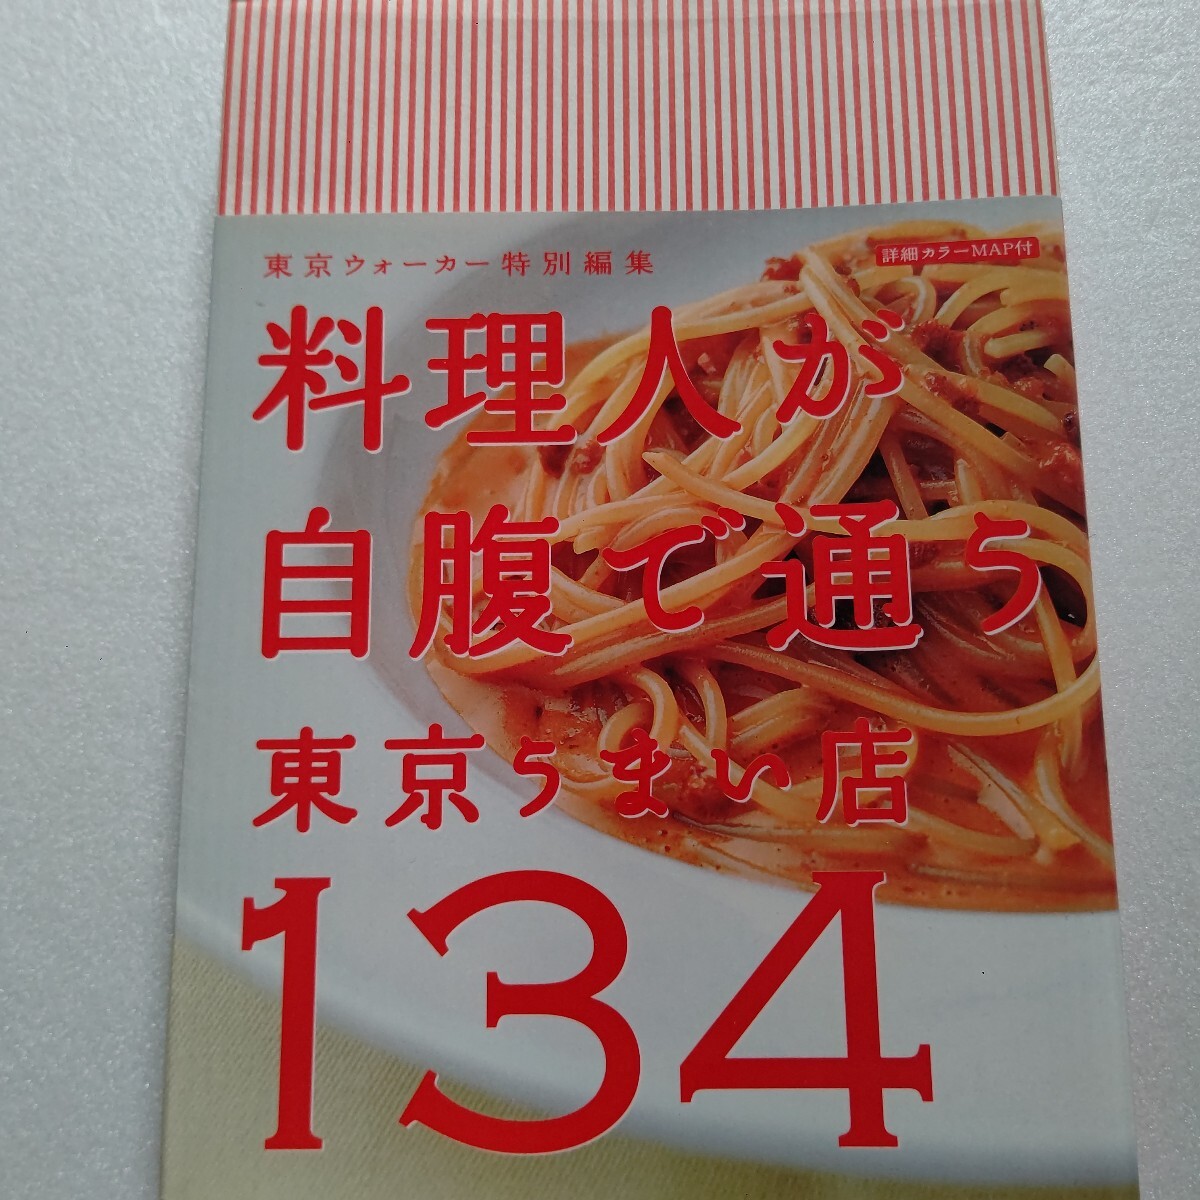 東京ウォーカー特別編集
詳細カラーMAP付
料理人が
自腹で通う
東京うまい店
134